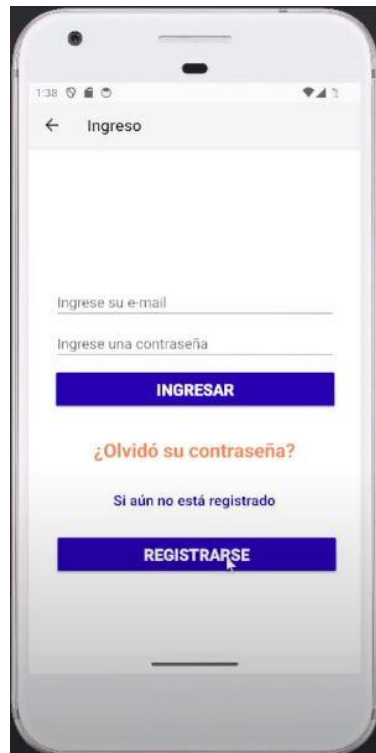 1:38
Ingreso
Ingrese su e-mail
Ingrese una contraseña
INGRESAR
¿Olvidó su contraseña?
Si aún no está registrado
REGISTRARSE